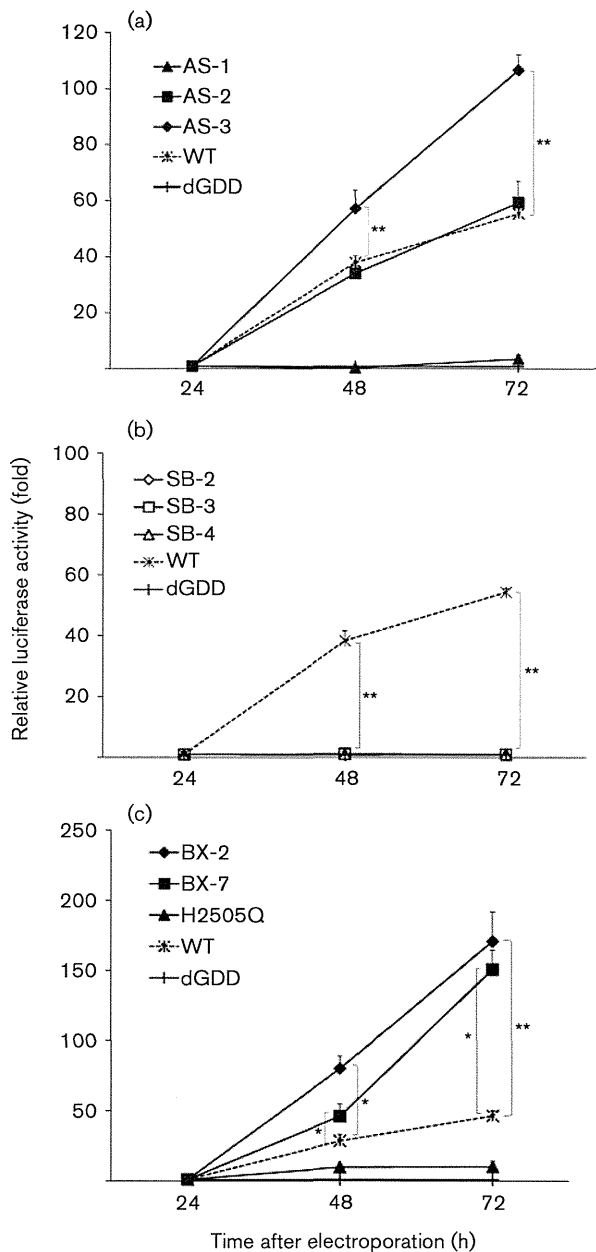 (a)
120
100
80
60
40
20
AS-1
AS-2
AS-3
WT
dGDD
**
**
24 48 72
(b)
100
80
60
40
20
SB-2
SB-3
SB-4
WT
dGDD
**
**
24 48 72
Relative luciferase activity (fold)
(c)
250
200
150
100
50
BX-2
BX-7
H2505Q
WT
dGDD
*
*
*
**
24 48 72
Time after electroporation (h)